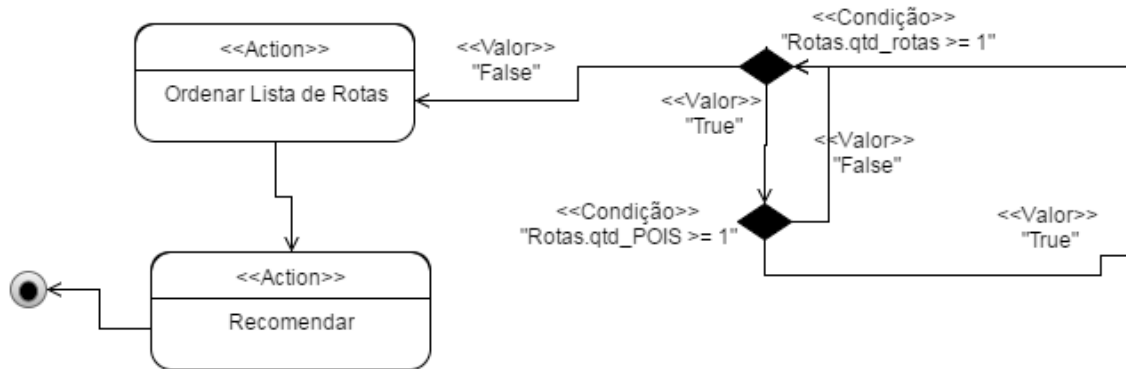 <<Action>>
Ordenar Lista de Rotas
<<Valor>>
"False"
<<Condição>>
"Rotas.qtd_rotas >= 1"
<<Valor>>
"True"
<<Valor>>
"False"
<<Condição>>
"Rotas.qtd_POIS >= 1"
<<Valor>>
"True"
<<Action>>
Recomendar